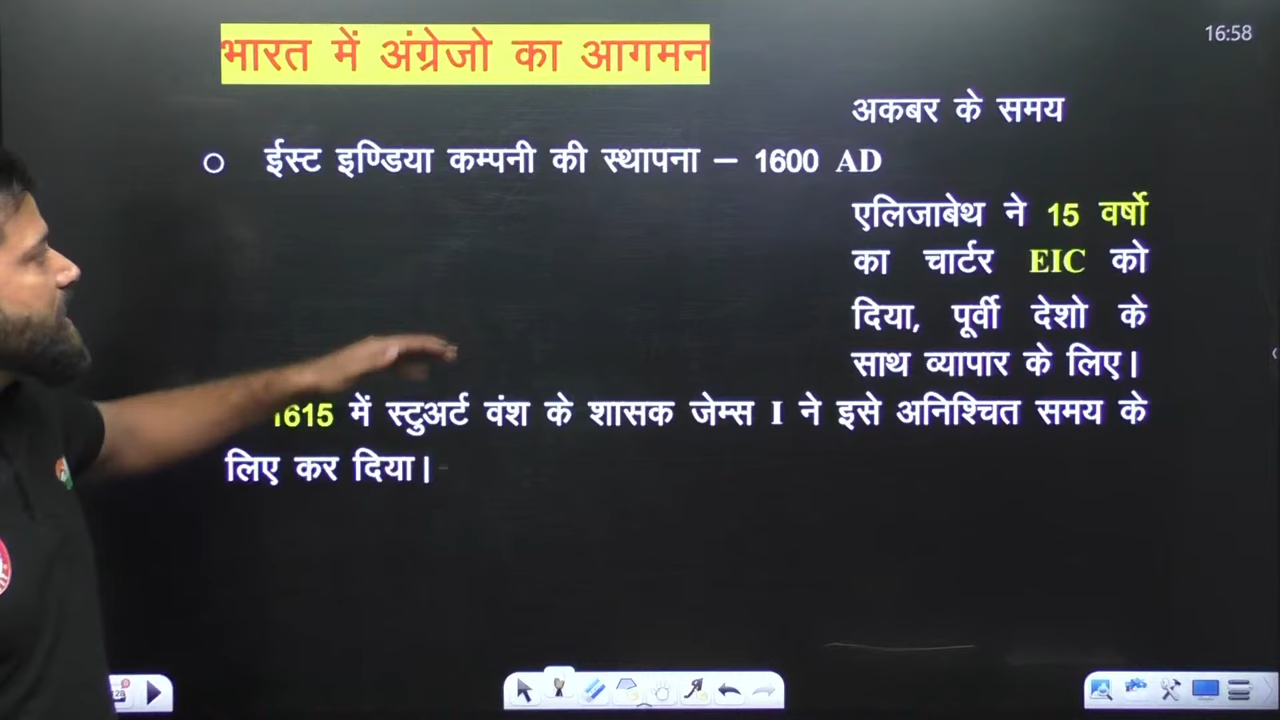 16:58
भारत में अंग्रेजो का आगमन
अकबर के समय
ईस्ट इण्डिया कम्पनी की स्थापना – 1600 AD
एलिजाबेथ ने 15 वर्षो
का चार्टर EIC को
दिया, पूर्वी देशो के
साथ व्यापार के लिए।
1615 में स्टुअर्ट वंश के शासक जेम्स I ने इसे अनिश्चित समय के
लिए कर दिया।